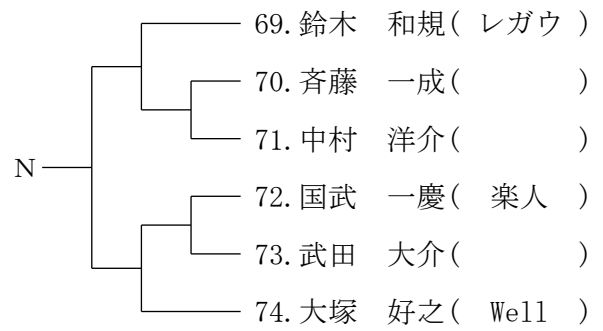 69.鈴木　和規( レガウ )
70.斉藤　一成(　　　　)
71.中村　洋介(　　　　)
N
72.国武　一慶(　楽人　)
73.武田　大介(　　　　)
74.大塚　好之(　Well　)